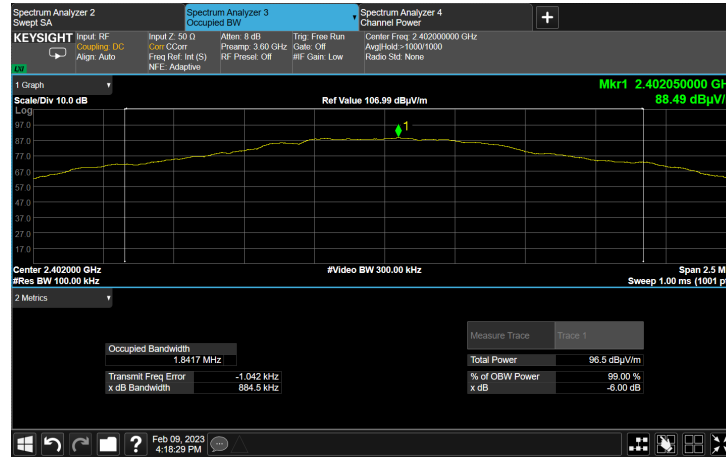 Spectrum Analyzer 2
Swept SA
Spectrum Analyzer 3
Occupied BW
Spectrum Analyzer 4
Channel Power
+
KEYSIGHT
Input: RF
Coupling: DC
Align: Auto
Input Z: 50 Ω
Corr CCorr
Freq Ref: Int (S)
NFE: Adaptive
Atten: 8 dB
Preamp: 3.60 GHz
RF Preset: Off
Trig: Free Run
Gate: Off
#IF Gain: Low
Center Freq: 2.402000000 GHz
Avg|Hold:>1000/1000
Radio Std: None
LXI
1 Graph
Mkr1 2.402050000 GH
Scale/Div 10.0 dB
Ref Value 106.99 dBµV/m
88.49 dBµV/
Log
97.0
87.0
77.0
67.0
57.0
47.0
37.0
27.0
17.0
1
Center 2.402000 GHz
#Video BW 300.00 kHz
Span 2.5 M
#Res BW 100.00 kHz
Sweep 1.00 ms (1001 p
2 Metrics
Measure Trace Trace 1
Occupied Bandwidth
1.8417 MHz
Total Power 96.5 dBµV/m
Transmit Freq Error -1.042 kHz
% of OBW Power 99.00 %
x dB Bandwidth 884.5 kHz
x dB -6.00 dB
?
Feb 09, 2023
4:18:29 PM